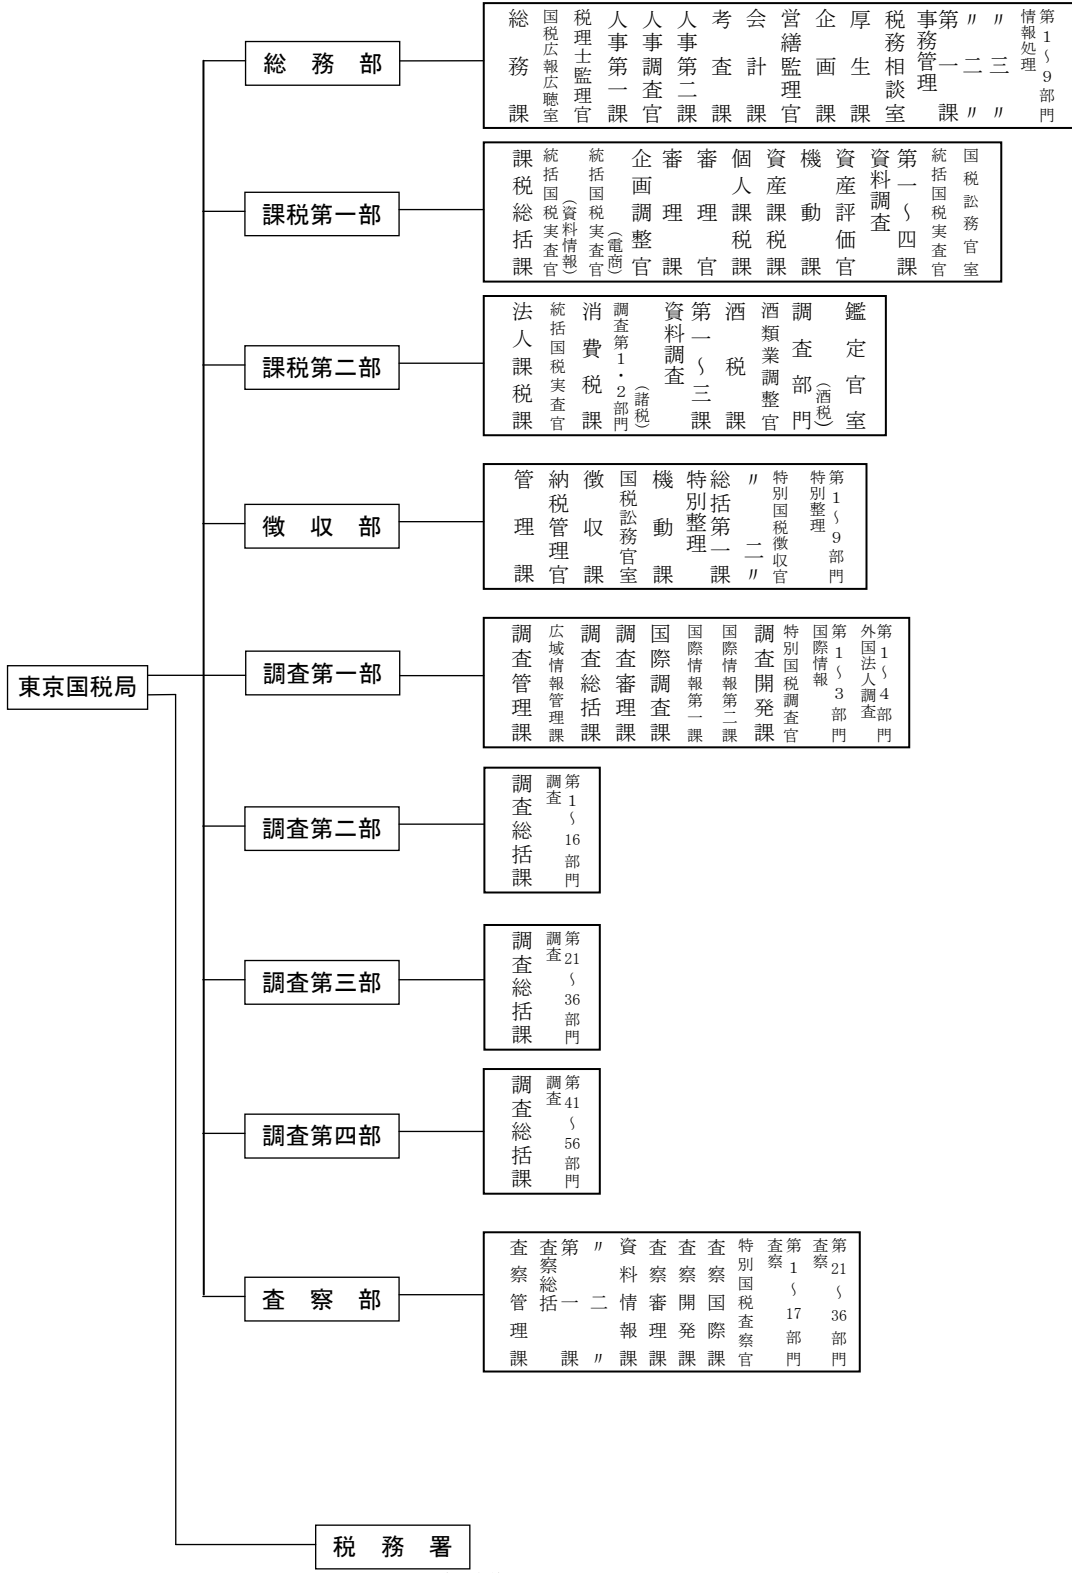 東京国税局
総務部
総務課
国税広報広聴室
税理士監理官
人事第一課
人事調査官
人事第二課
考査課
会計課
営繕監理官
企画課
厚生課
税務相談室
事務管理第一課
〃二〃
〃三〃
情報処理第1～9部門
課税第一部
課税総括課
統括国税実査官(資料情報)
統括国税実査官(電商)
企画調整官
審理課
審理官
個人課税課
資産課税課
機動課
資産評価官
資料調査第一～四課
統括国税実査官
国税訟務官室
課税第二部
法人課税課
統括国税実査官
消費税課
調査第1・2部門(諸税)
資料調査第一～三課
酒税課
酒類業調整官
調査部門(酒税)
鑑定官室
徴収部
管理課
納税管理官
徴収課
国税訟務官室
機動課
特別整理総括第一課
〃二〃
特別国税徴収官
特別整理第1～9部門
調査第一部
調査管理課
広域情報管理課
調査総括課
調査審理課
国際調査課
国際情報第一課
国際情報第二課
調査開発課
特別国税調査官
国際情報第1～3部門
外国法人調査第1～4部門
調査第二部
調査総括課
調査第1～16部門
調査第三部
調査総括課
調査第21～36部門
調査第四部
調査総括課
調査第41～56部門
査察部
査察管理課
査察総括第一課
〃二〃
資料情報課
査察審理課
査察開発課
査察国際課
特別国税査察官
査察第1～17部門
査察第21～36部門
税務署